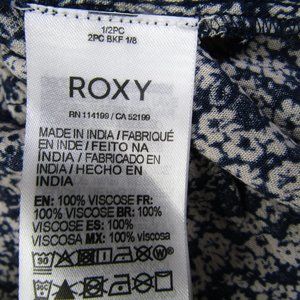 1/2PC
2PC BKF 1/8
ROXY
RN 114199 / CA 52199
MADE IN INDIA / FABRIQUÉ
EN INDE / FEITO NA
INDIA / FABRICADO EN
INDIA / HECHO EN
INDIA
EN: 100% VISCOSE FR:
100% VISCOSE BR: 100%
VISCOSE ES: 100%
VISCOSA MX: 100% viscosa